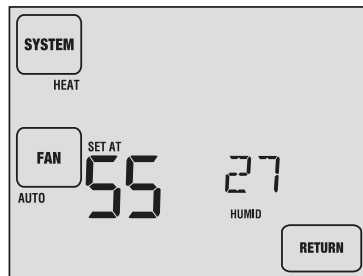 SYSTEM
HEAT
FAN
SET AT
55
27
AUTO
HUMID
RETURN